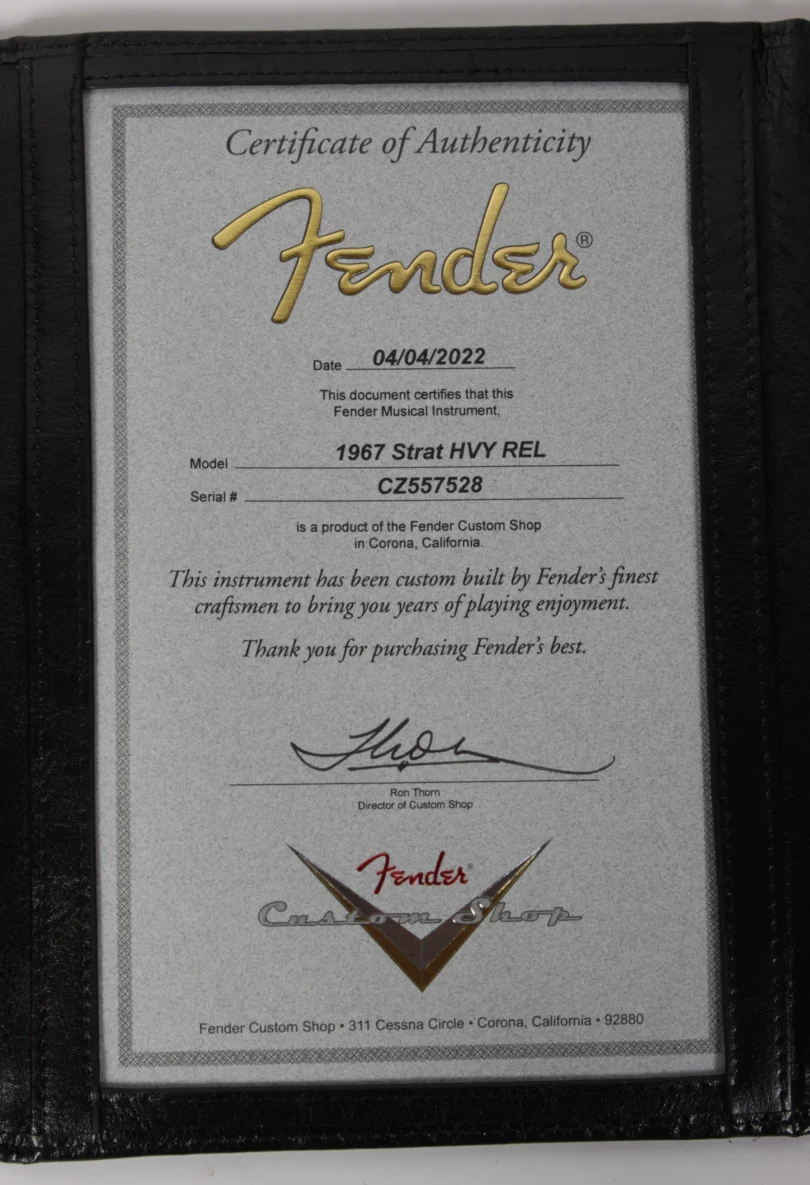 Certificate of Authenticity
Fender®
Date 04/04/2022
This document certifies that this
Fender Musical Instrument,
Model 1967 Strat HVY REL
Serial # CZ557528
is a product of the Fender Custom Shop
in Corona, California.
This instrument has been custom built by Fender's finest
craftsmen to bring you years of playing enjoyment.
Thank you for purchasing Fender's best.
Thorn
Ron Thorn
Director of Custom Shop
Fender®
Custom Shop
Fender Custom Shop • 311 Cessna Circle • Corona, California • 92880